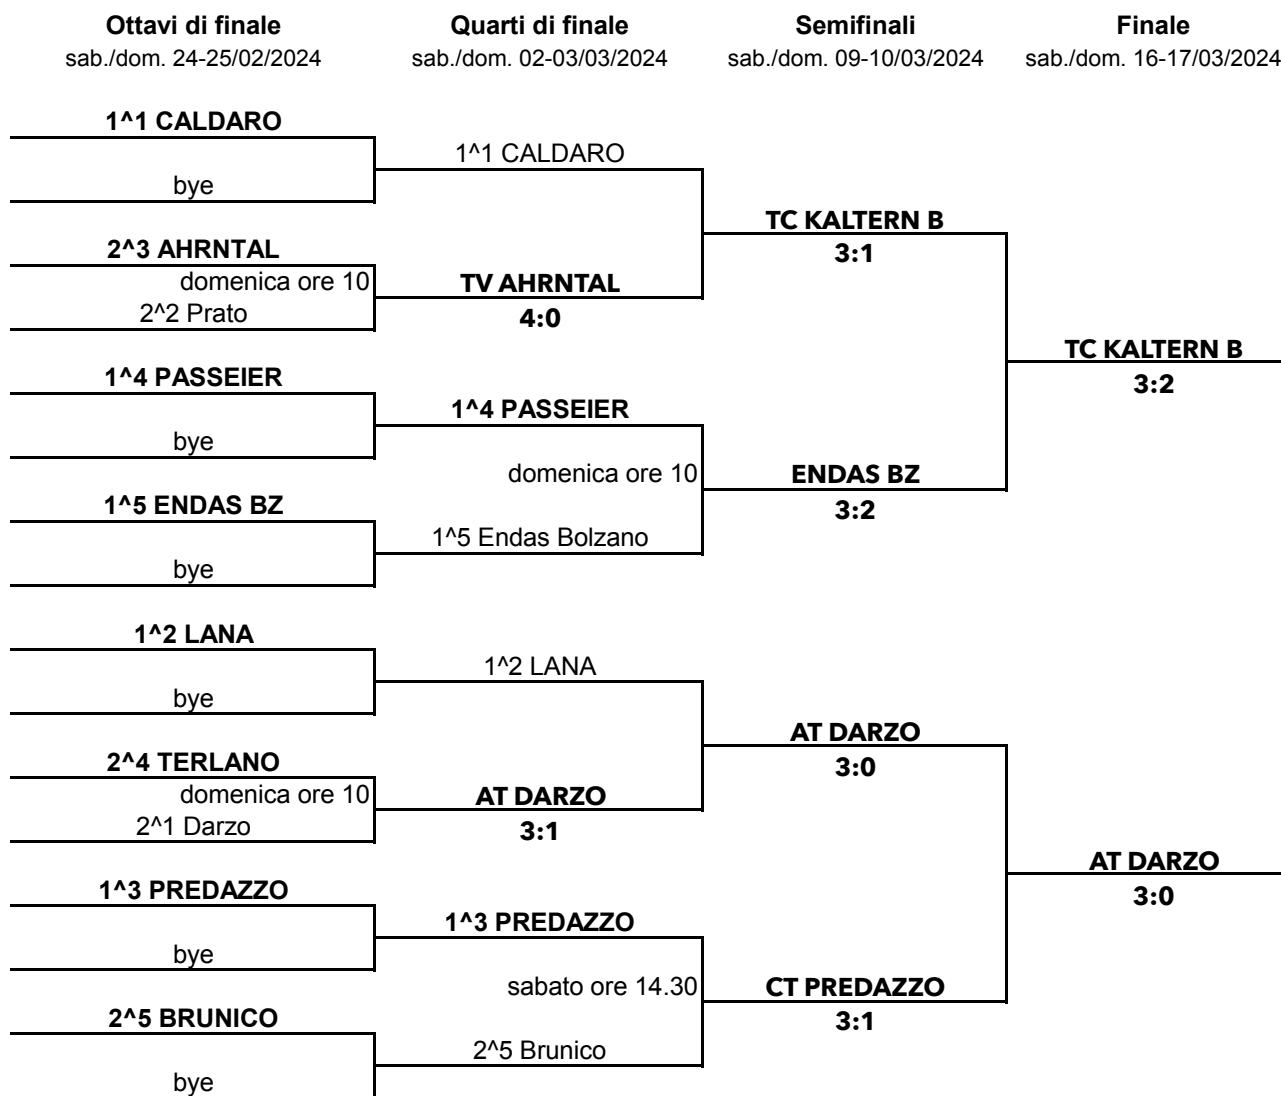 Ottavi di finale
sab./dom. 24-25/02/2024
Quarti di finale
sab./dom. 02-03/03/2024
Semifinali
sab./dom. 09-10/03/2024
Finale
sab./dom. 16-17/03/2024
1^1 CALDARO
bye
2^3 AHRNTAL
domenica ore 10
2^2 Prato
1^4 PASSEIER
bye
1^5 ENDAS BZ
bye
1^2 LANA
bye
2^4 TERLANO
domenica ore 10
2^1 Darzo
1^3 PREDAZZO
bye
2^5 BRUNICO
bye
1^1 CALDARO
TV AHRNTAL
4:0
1^4 PASSEIER
domenica ore 10
1^5 Endas Bolzano
1^2 LANA
AT DARZO
3:1
1^3 PREDAZZO
sabato ore 14.30
2^5 Brunico
TC KALTERN B
3:1
ENDAS BZ
3:2
AT DARZO
3:0
CT PREDAZZO
3:1
TC KALTERN B
3:2
AT DARZO
3:0